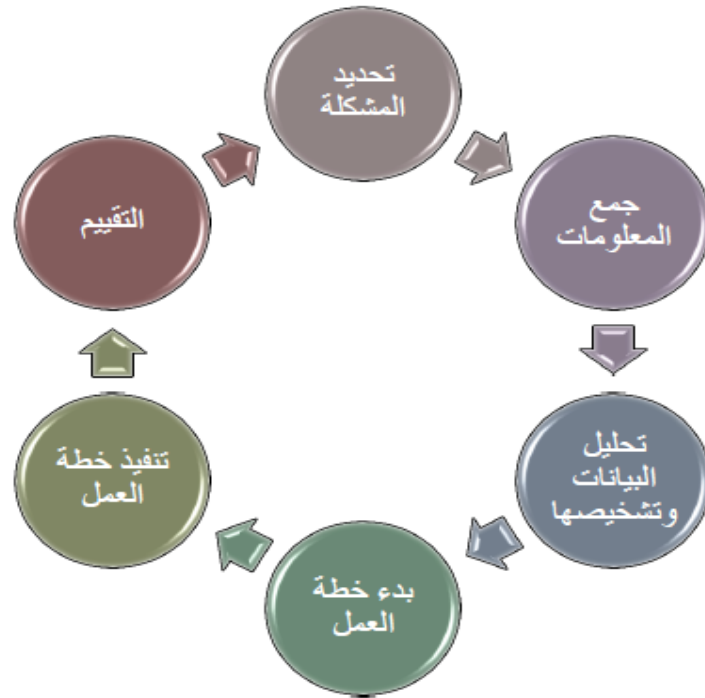 تحديد
المشكلة
جمع
المعلومات
تحليل
البيانات
وتشخيصها
بدء خطة
العمل
تنفيذ خطة
العمل
التقييم